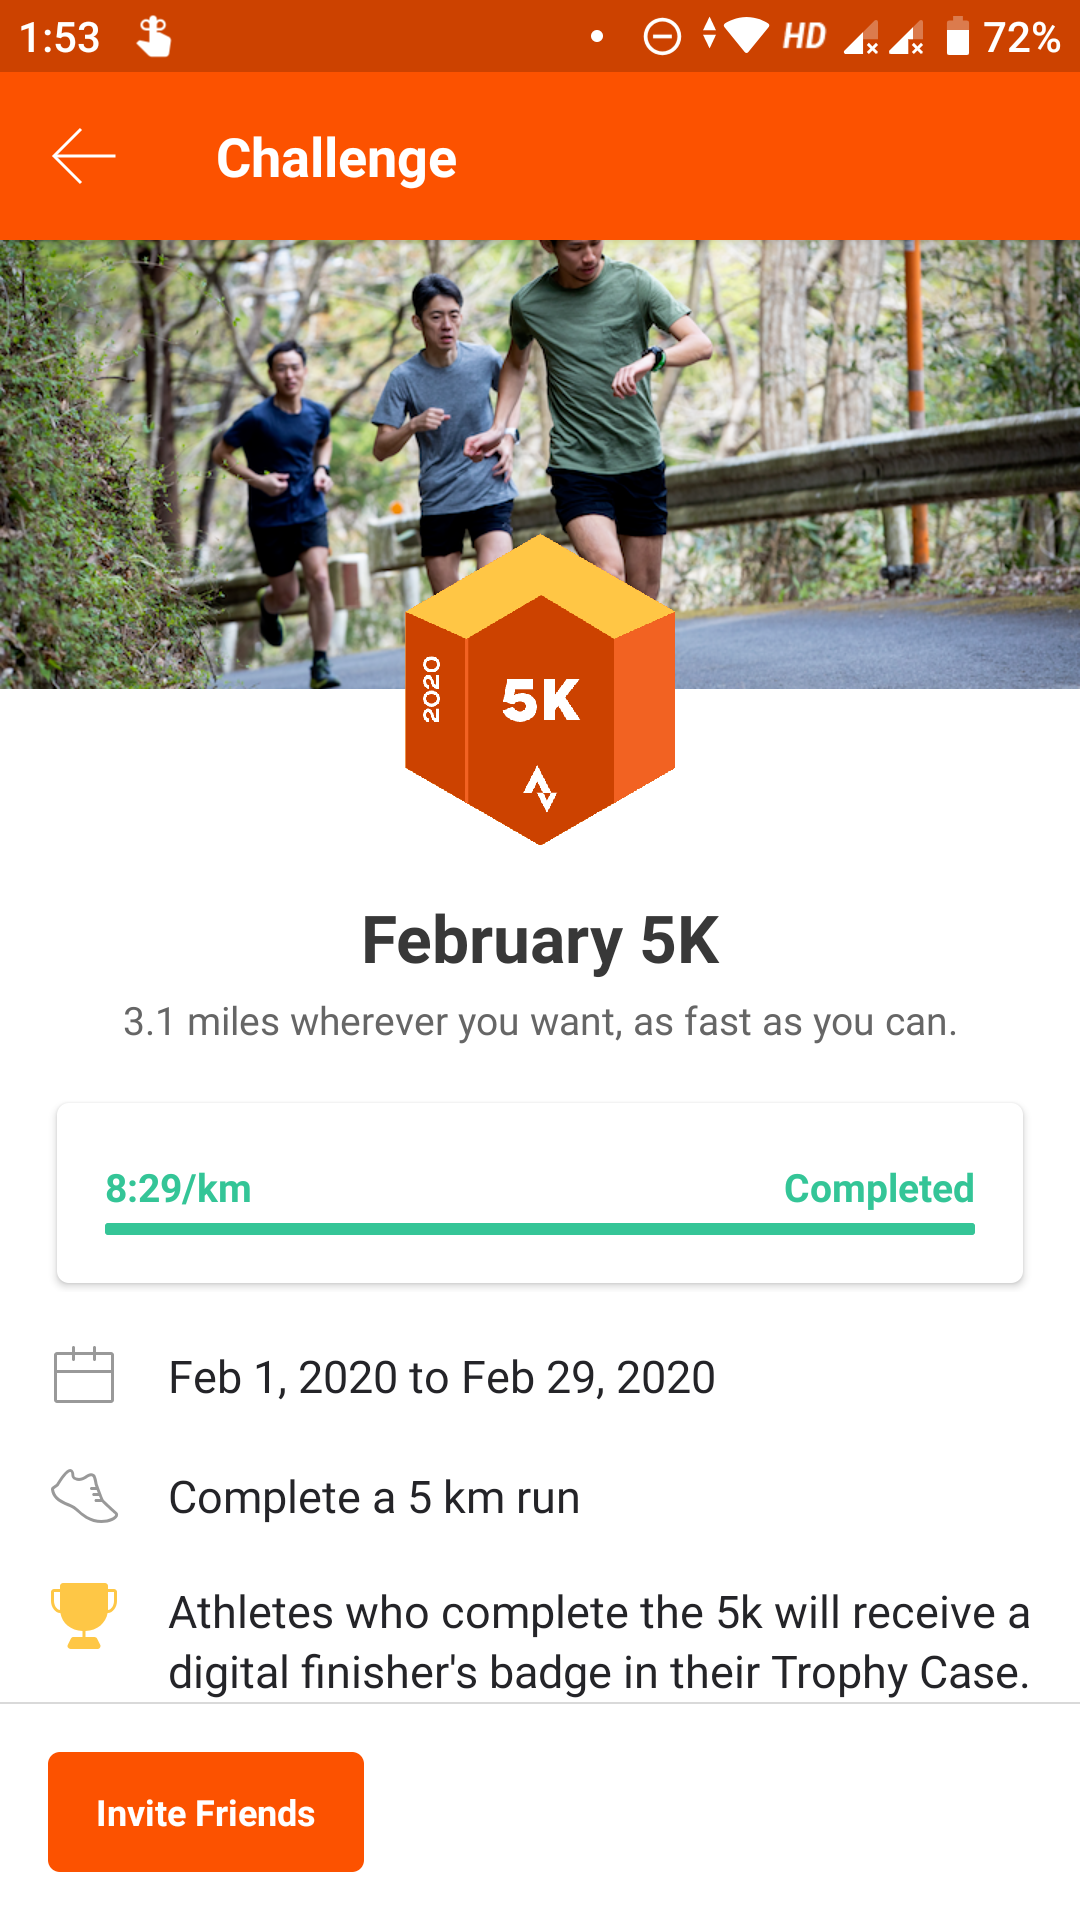 1:53
HD
72%
Challenge
2020
5K
February 5K
3.1 miles wherever you want, as fast as you can.
8:29/km
Completed
Feb 1, 2020 to Feb 29, 2020
Complete a 5 km run
Athletes who complete the 5k will receive a
digital finisher's badge in their Trophy Case.
Invite Friends